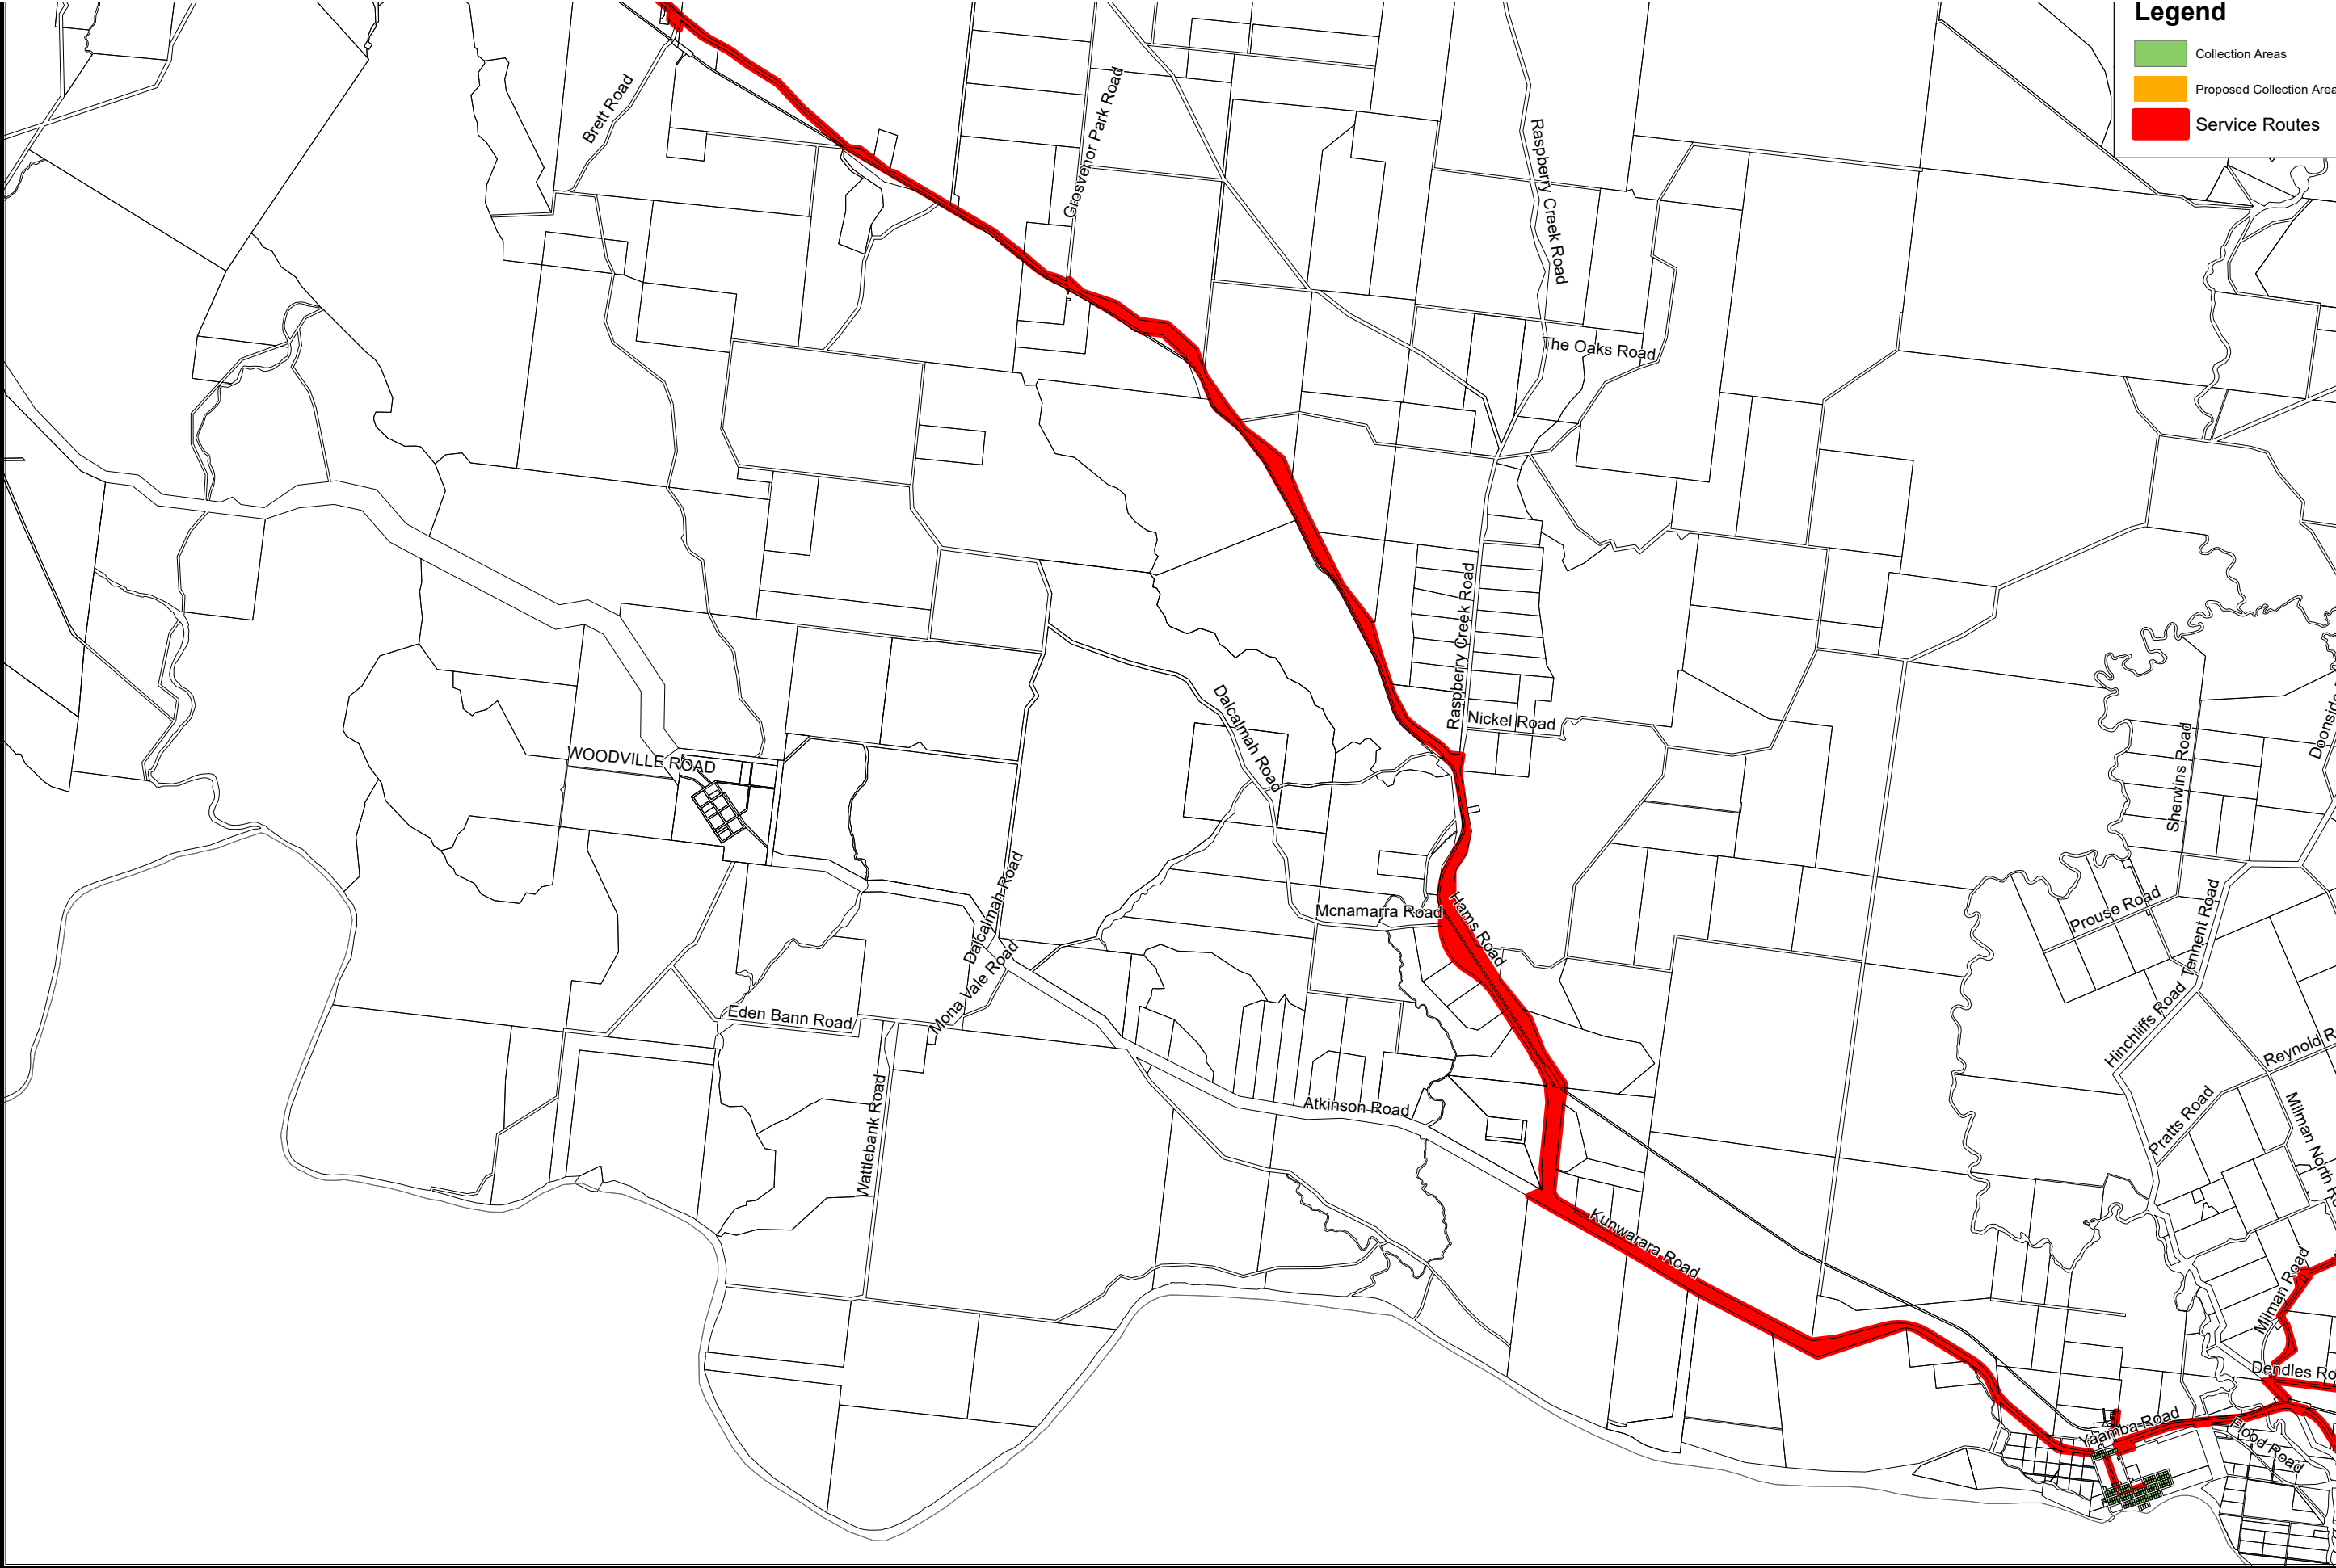 Legend
Collection Areas
Proposed Collection Area
Service Routes
Brett Road
Grosvenor Park Road
Raspberry Creek Road
The Oaks Road
Raspberry Creek Road
Nickel Road
Dalcalmah Road
WOODVILLE ROAD
Sherwins Road
Doonside
Dalcalmah Road
Mcnamarra Road
Hams Road
Prouse Road
Tennent Road
Mona Vale Road
Eden Bann Road
Hinchliffs Road
Reynold R
Wattlebank Road
Atkinson Road
Pratts Road
Milman North Ro
Kunwarara Road
Milman Road
Dendles Ro
Yaamba Road
Flood Road